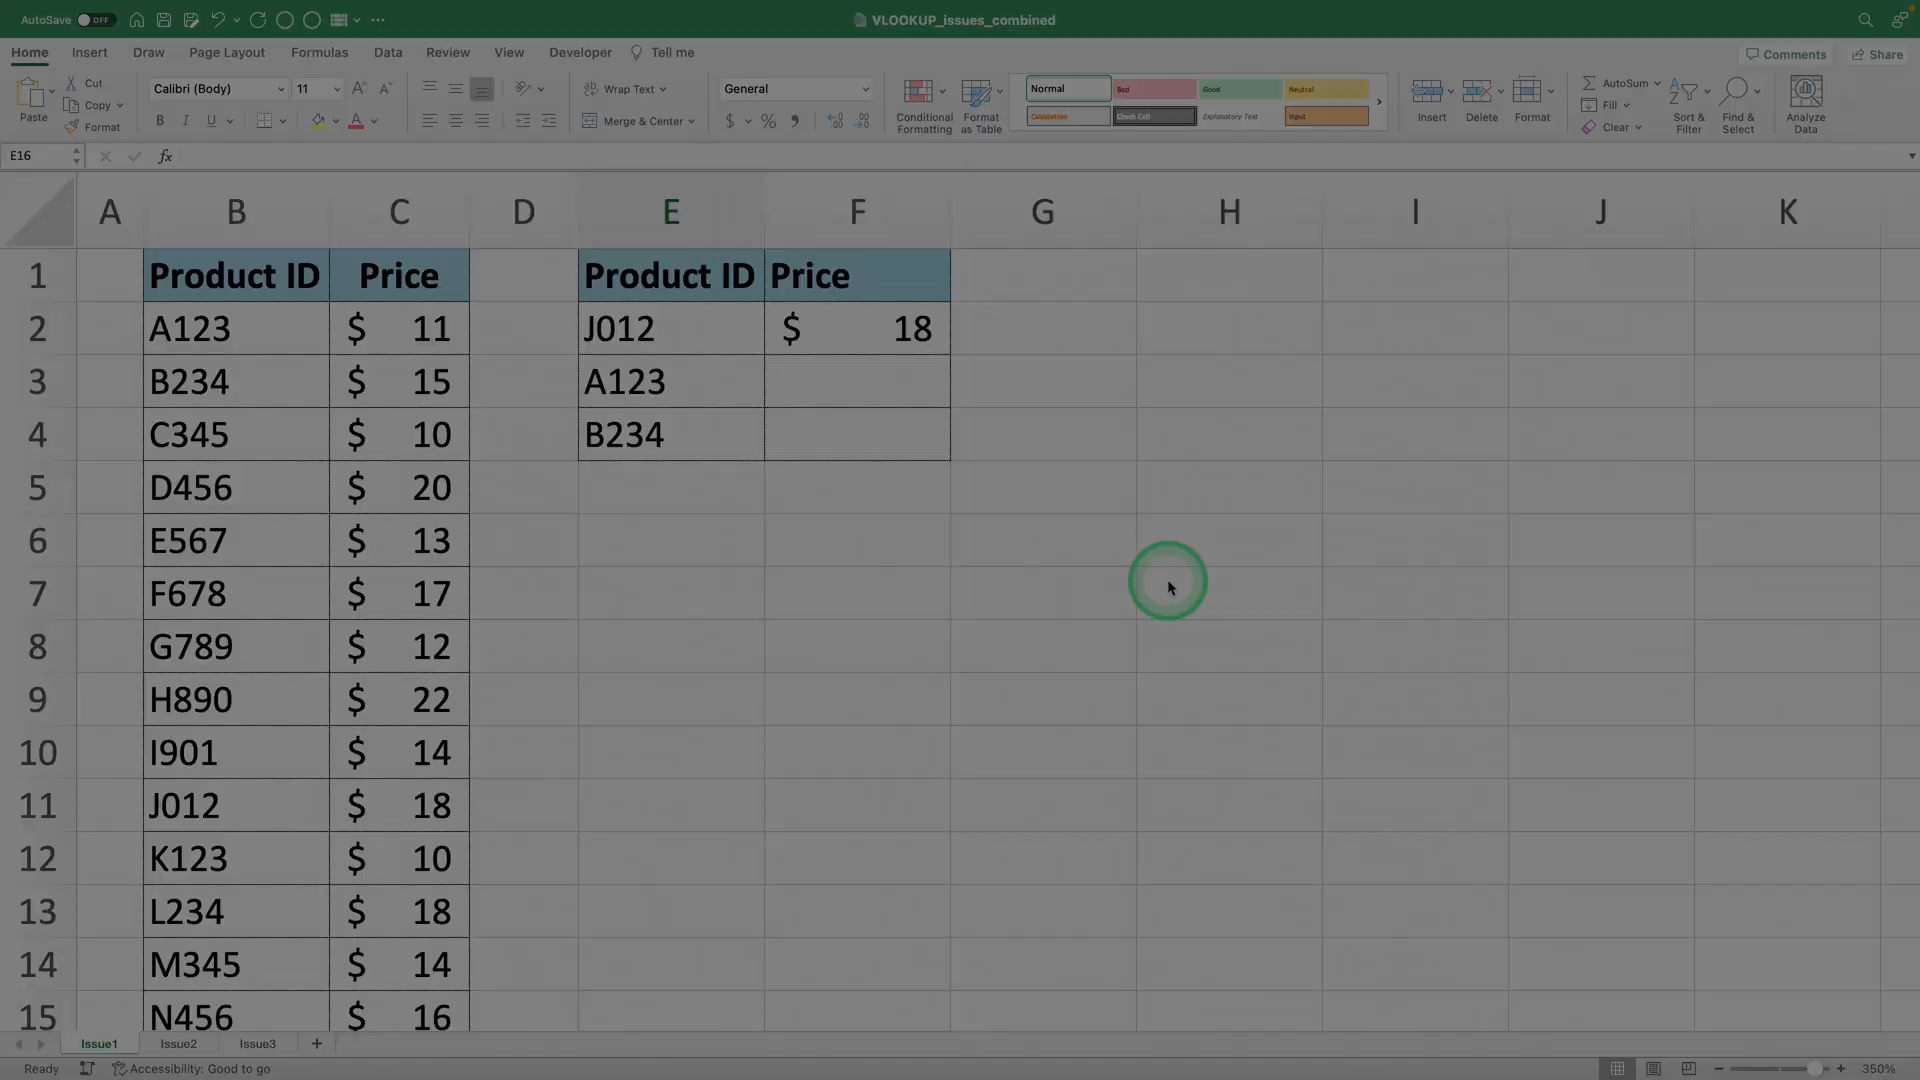 AutoSave OFF
VLOOKUP_issues_combined
Home Insert Draw Page Layout Formulas Data Review View Developer Tell me
Comments Share
Paste Cut Copy Format
Calibri (Body) 11
B I U
Wrap Text
Merge & Center
General
Conditional Formatting
Format as Table
Normal Bad Good Neutral
Calculation Check Cell Explanatory Text Input
Insert Delete Format
AutoSum
Fill
Clear
Sort & Filter
Find & Select
Analyze Data
E16 fx
A B C D E F G H I J K
1 Product ID Price Product ID Price
2 A123 $ 11 J012 $ 18
3 B234 $ 15 A123
4 C345 $ 10 B234
5 D456 $ 20
6 E567 $ 13
7 F678 $ 17
8 G789 $ 12
9 H890 $ 22
10 I901 $ 14
11 J012 $ 18
12 K123 $ 10
13 L234 $ 18
14 M345 $ 14
15 N456 $ 16
Issue1 Issue2 Issue3 +
Ready Accessibility: Good to go 350%